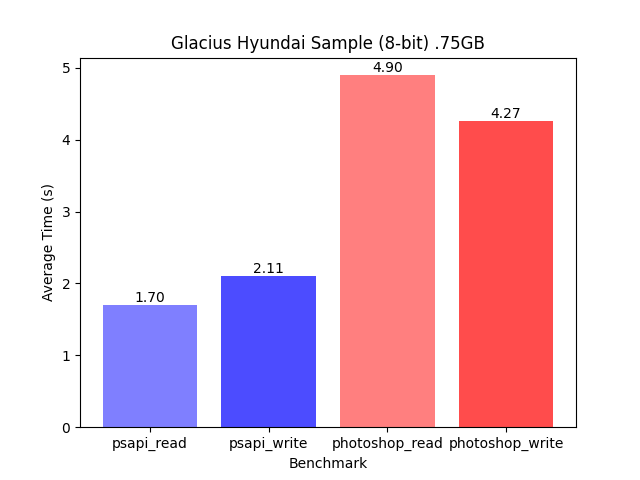 Glacius Hyundai Sample (8-bit) .75GB
Average Time (s)
5
4
3
2
1
0
1.70
2.11
4.90
4.27
psapi_read psapi_write photoshop_read photoshop_write
Benchmark